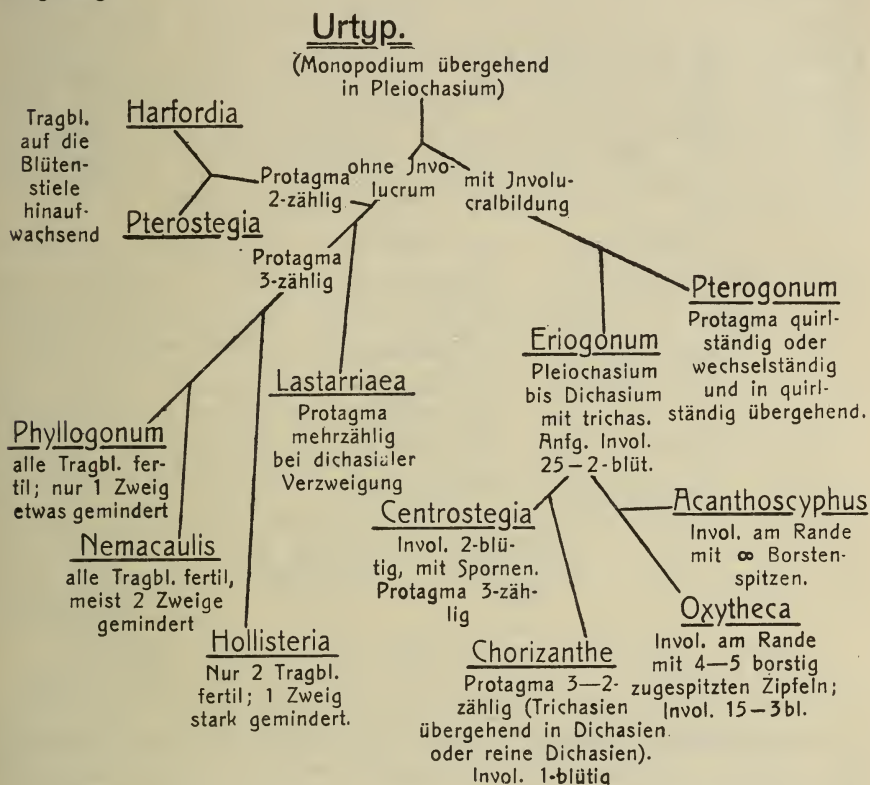 Urtyp.
(Monopodium übergehend
in Pleiochasium)
Harfordia
Tragbl.
auf die
Blüten-
stiele
hinauf-
wachsend
Pterostegia
Protagma
2-zählig
ohne Jnvo-
lucrum
mit Jnvolu-
cralbildung
Protagma
3-zählig
Lastarriaea
Protagma
mehrzählig
bei dichasialer
Verzweigung
Phyllogonum
alle Tragbl. fer-
til; nur 1 Zweig
etwas gemindert
Nemacaulis
alle Tragbl. fertil,
meist 2 Zweige
gemindert
Hollisteria
Nur 2 Tragbl.
fertil; 1 Zweig
stark gemindert.
Eriogonum
Pleiochasium
bis Dichasium
mit trichas.
Anfg. Invol.
25–2-blüt.
Pterogonum
Protagma quirl-
ständig oder
wechselständig
und in quirl-
ständig übergehend.
Centrostegia
Invol. 2-blü-
tig, mit Spornen.
Protagma 3-zäh-
lig
Chorizanthe
Protagma 3—2-
zählig (Trichasien
übergehend in Dichasien
oder reine Dichasien).
Invol. 1-blütig
Acanthoscyphus
Invol. am Rande
mit ∞ Borsten-
spitzen.
Oxytheca
Invol. am Rande
mit 4—5 borstig
zugespitzten Zipfeln;
Invol. 15–3bl.